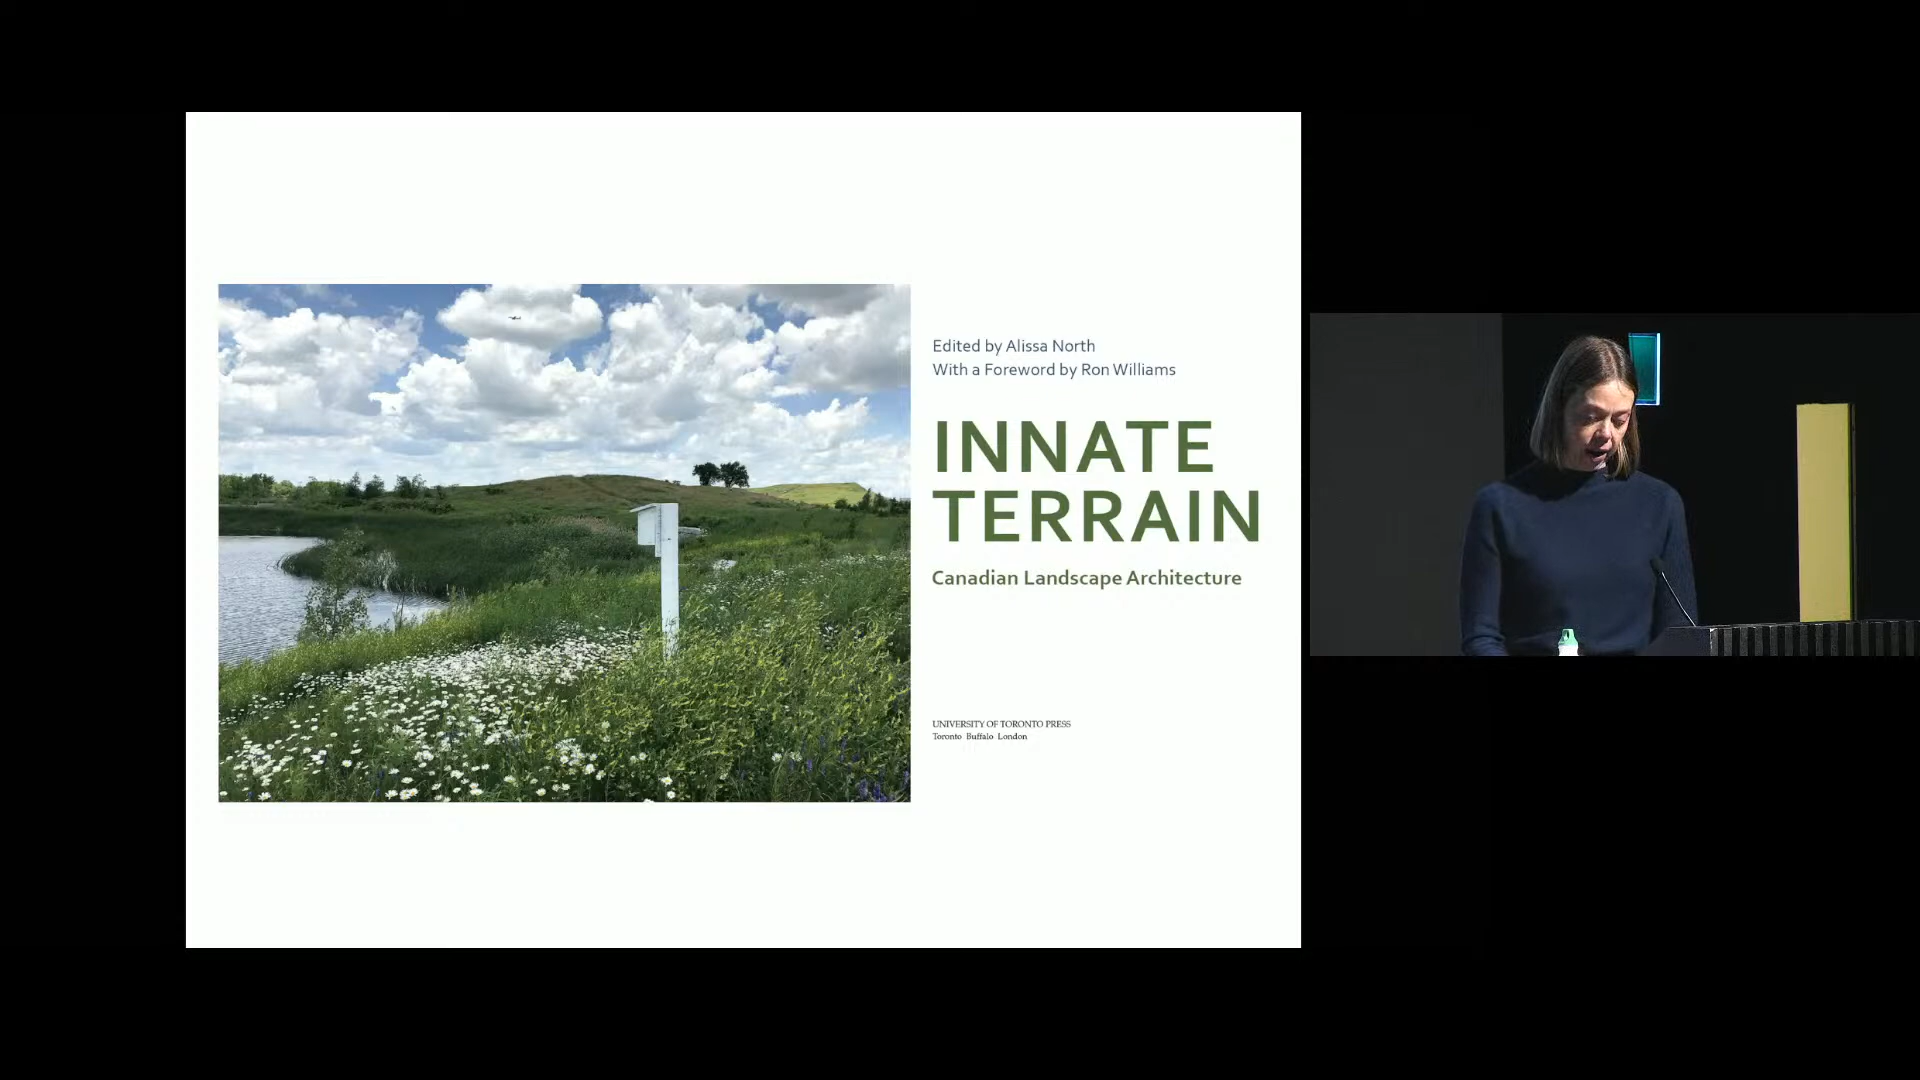 Edited by Alissa North
With a Foreword by Ron Williams
INNATE
TERRAIN
Canadian Landscape Architecture
UNIVERSITY OF TORONTO PRESS
Toronto Buffalo London